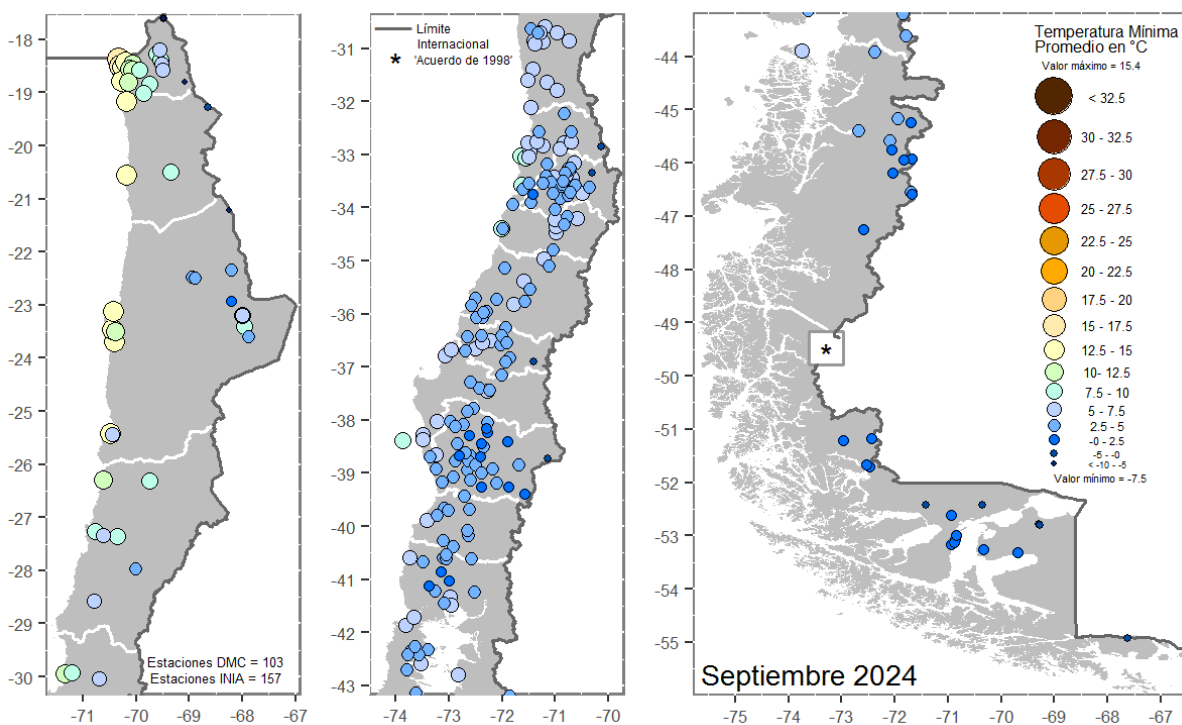 -18
-19
-20
-21
-22
-23
-24
-25
-26
-27
-28
-29
-30
-71
-70
-69
-68
-67
Estaciones DMC = 103
Estaciones INIA = 157
-31
-32
-33
-34
-35
-36
-37
-38
-39
-40
-41
-42
-43
-74
-73
-72
-71
-70
Límite
Internacional
* 'Acuerdo de 1998'
-44
-45
-46
-47
-48
-49
-50
-51
-52
-53
-54
-55
-75
-74
-73
-72
-71
-70
-69
-68
-67
*
Septiembre 2024
Temperatura Mínima
Promedio en °C
Valor máximo = 15.4
< 32.5
30 - 32.5
27.5 - 30
25 - 27.5
22.5 - 25
20 - 22.5
17.5 - 20
15 - 17.5
12.5 - 15
10- 12.5
7.5 - 10
5 - 7.5
2.5 - 5
-0 - 2.5
-5 - -0
< -10 - -5
Valor mínimo = -7.5